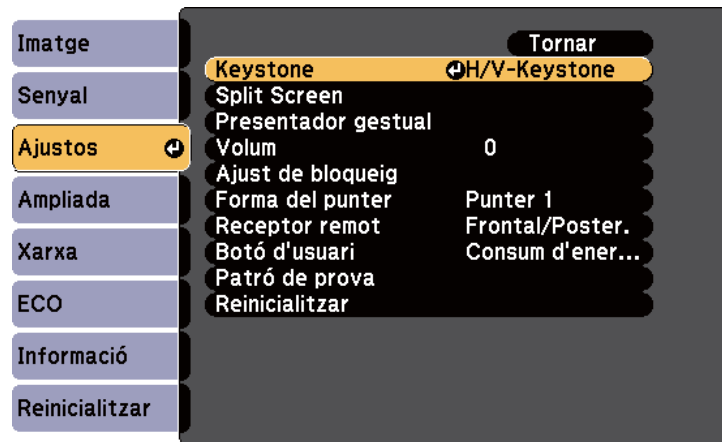 Imatge
Senyal
Ajustos
Ampliada
Xarxa
ECO
Informació
Reinicialitzar
Tornar
Keystone H/V-Keystone
Split Screen
Presentador gestual
Volum 0
Ajust de bloqueig
Forma del punter Punter 1
Receptor remot Frontal/Poster.
Botó d'usuari Consum d'ener...
Patró de prova
Reinicialitzar